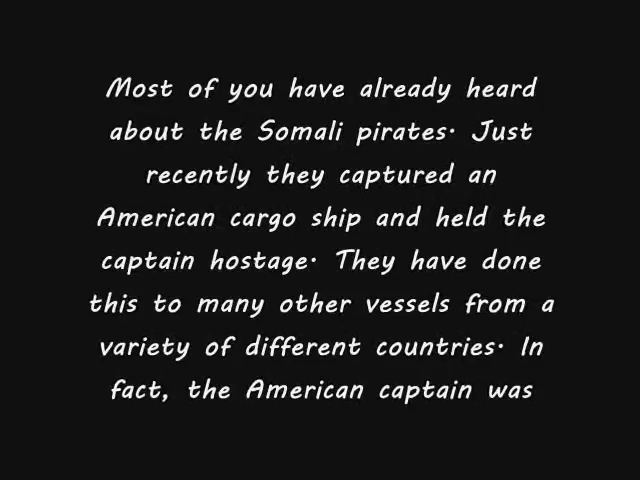 Most of you have already heard
about the Somali pirates. Just
recently they captured an
American cargo ship and held the
captain hostage. They have done
this to many other vessels from a
variety of different countries. In
fact, the American captain was